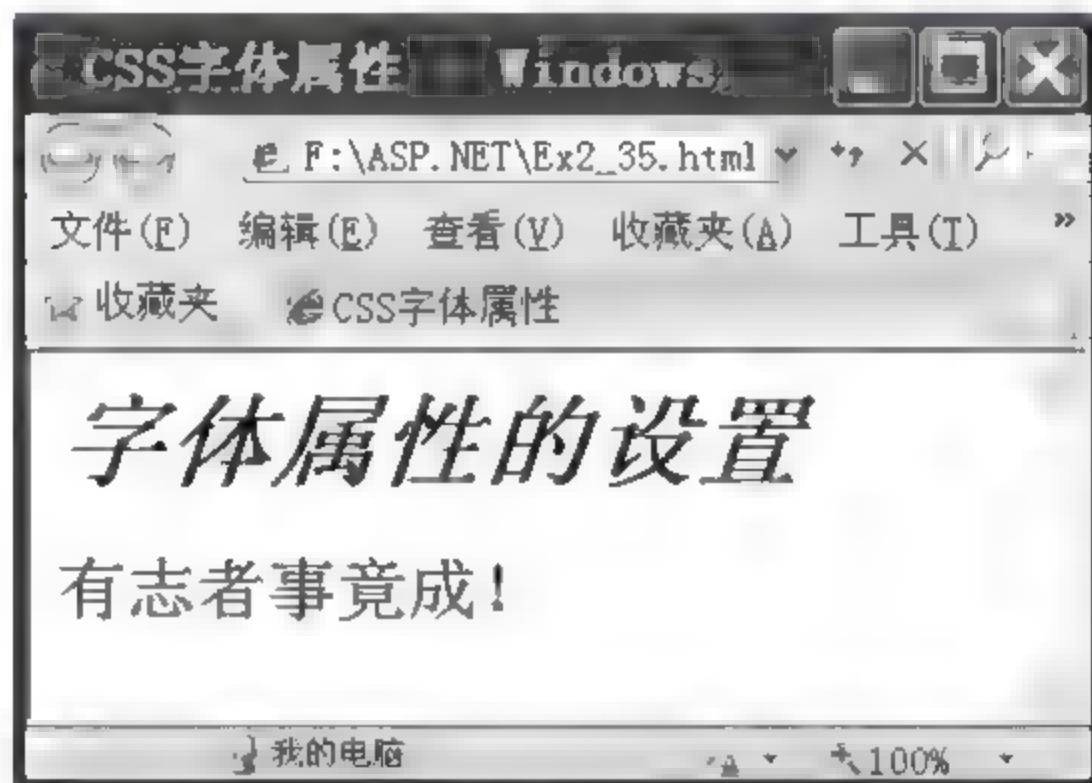 CSS字体属性 Windows
F:\ASP.NET\Ex2_35.html
文件(F) 编辑(E) 查看(V) 收藏夹(A) 工具(T) »
收藏夹 CSS字体属性
字体属性的设置
有志者事竟成!
我的电脑 100%